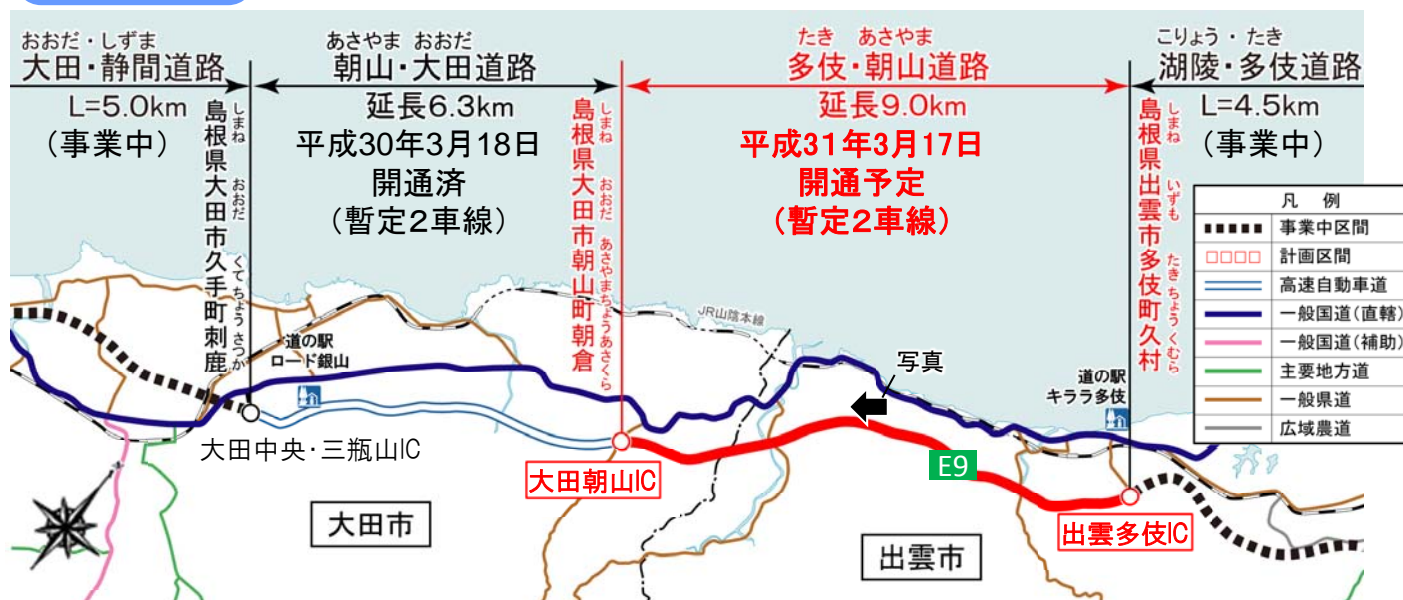 おおだ・しずま
大田・静間道路
L=5.0km
(事業中)
あさやま おおだ
朝山・大田道路
延長6.3km
平成30年3月18日
開通済
(暫定2車線)
たき あさやま
多伎・朝山道路
延長9.0km
平成31年3月17日
開通予定
(暫定2車線)
こりょう・たき
湖陵・多伎道路
L=4.5km
(事業中)
島根県大田市久手町刺鹿
しまね おおだ くてちょう さつか
島根県大田市朝山町朝倉
しまね おおだ あさやまちょうあさくら
島根県出雲市多伎町久村
しまね いずも たきちょうくむら
凡 例
事業中区間
計画区間
高速自動車道
一般国道(直轄)
一般国道(補助)
主要地方道
一般県道
広域農道
JR山陰本線
道の駅
ロード銀山
写真
道の駅
キララ多伎
大田中央・三瓶山IC
大田朝山IC
E9
出雲多伎IC
大田市
出雲市